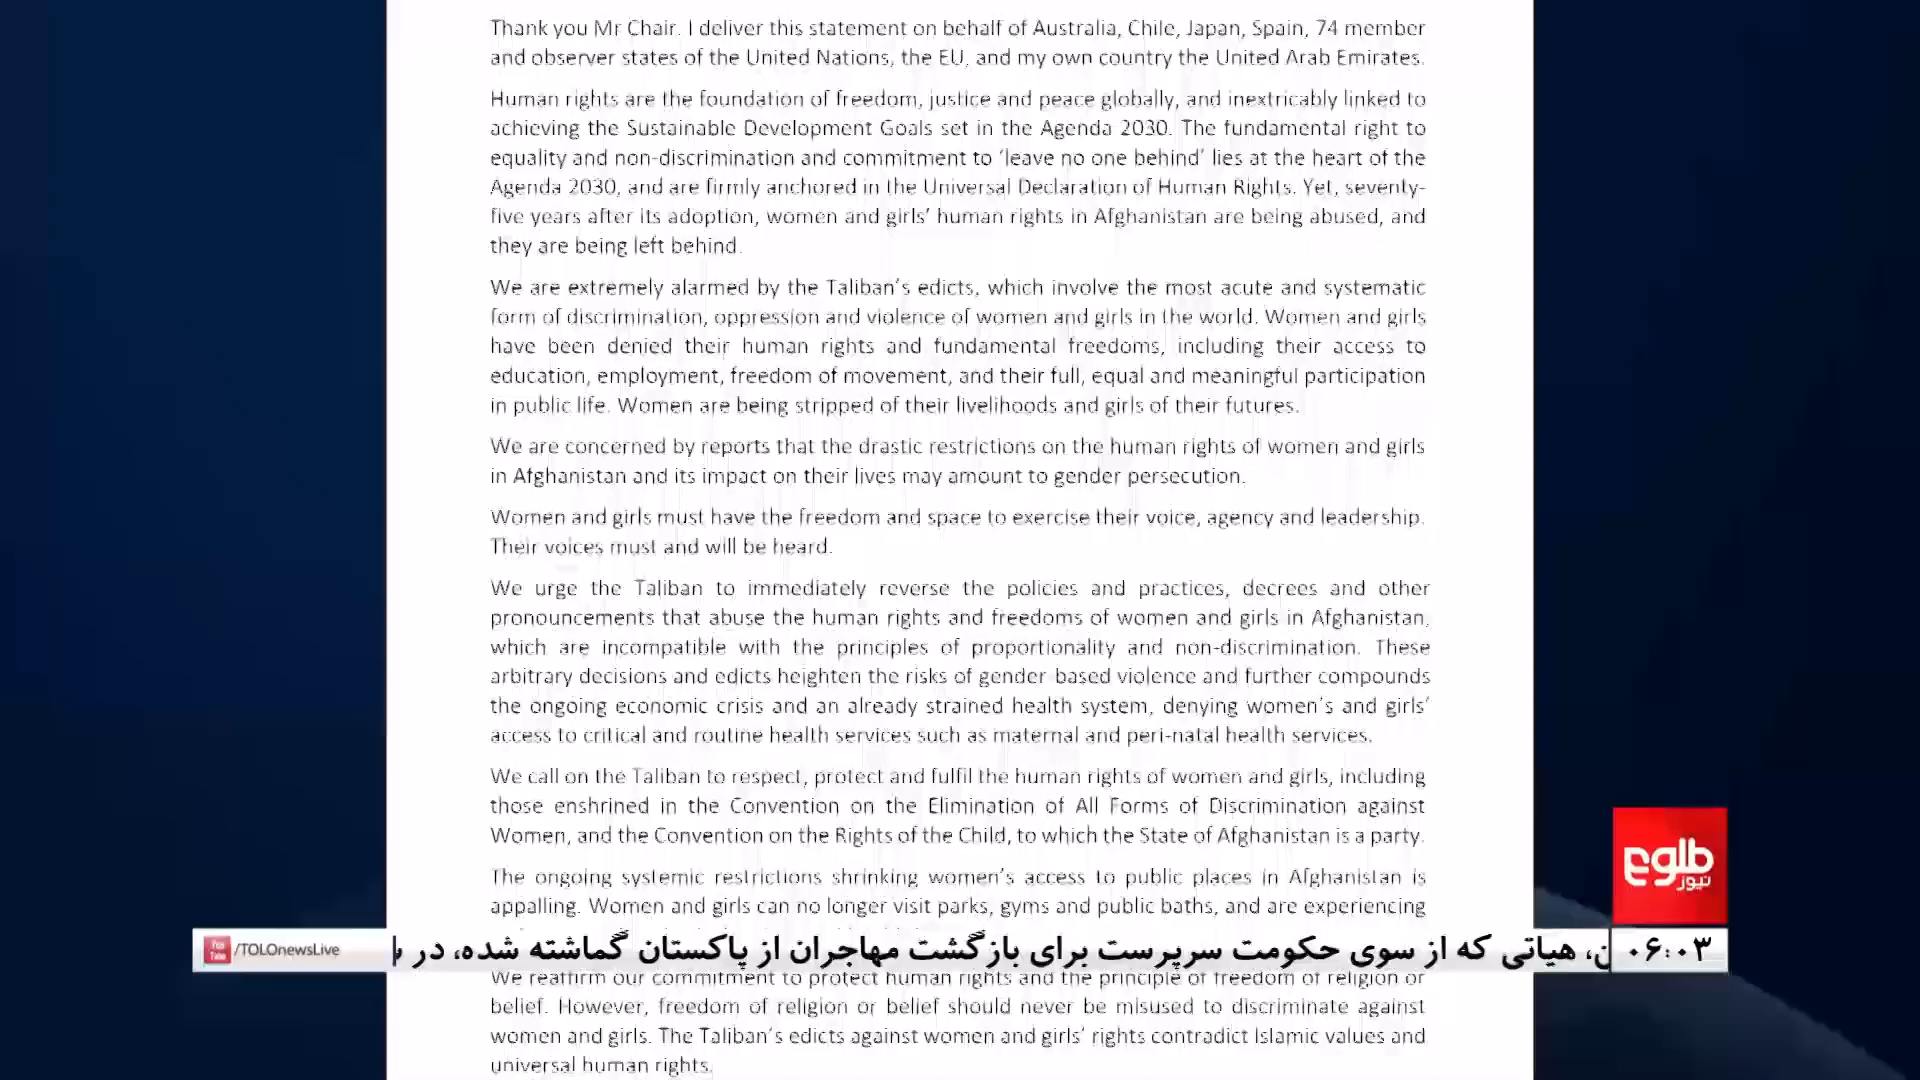 Thank you Mr Chair. I deliver this statement on behalf of Australia, Chile, Japan, Spain, 74 member
and observer states of the United Nations, the EU, and my own country the United Arab Emirates.
Human rights are the foundation of freedom, justice and peace globally, and inextricably linked to
achieving the Sustainable Development Goals set in the Agenda 2030. The fundamental right to
equality and non-discrimination and commitment to ‘leave no one behind’ lies at the heart of the
Agenda 2030, and are firmly anchored in the Universal Declaration of Human Rights. Yet, seventy-
five years after its adoption, women and girls’ human rights in Afghanistan are being abused, and
they are being left behind.
We are extremely alarmed by the Taliban’s edicts, which involve the most acute and systematic
form of discrimination, oppression and violence of women and girls in the world. Women and girls
have been denied their human rights and fundamental freedoms, including their access to
education, employment, freedom of movement, and their full, equal and meaningful participation
in public life. Women are being stripped of their livelihoods and girls of their futures.
We are concerned by reports that the drastic restrictions on the human rights of women and girls
in Afghanistan and its impact on their lives may amount to gender persecution.
Women and girls must have the freedom and space to exercise their voice, agency and leadership.
Their voices must and will be heard.
We urge the Taliban to immediately reverse the policies and practices, decrees and other
pronouncements that abuse the human rights and freedoms of women and girls in Afghanistan,
which are incompatible with the principles of proportionality and non-discrimination. These
arbitrary decisions and edicts heighten the risks of gender-based violence and further compounds
the ongoing economic crisis and an already strained health system, denying women’s and girls’
access to critical and routine health services such as maternal and peri-natal health services.
We call on the Taliban to respect, protect and fulfil the human rights of women and girls, including
those enshrined in the Convention on the Elimination of All Forms of Discrimination against
Women, and the Convention on the Rights of the Child, to which the State of Afghanistan is a party.
The ongoing systemic restrictions shrinking women’s access to public places in Afghanistan is
appalling. Women and girls can no longer visit parks, gyms and public baths, and are experiencing
طلوع
نیوز
You Tube /TOLOnewsLive
ن، هیاتی که از سوی حکومت سرپرست برای بازگشت مهاجران از پاکستان گماشته شده، در
۰۶:۰۳
We reaffirm our commitment to protect human rights and the principle of freedom of religion or
belief. However, freedom of religion or belief should never be misused to discriminate against
women and girls. The Taliban’s edicts against women and girls’ rights contradict Islamic values and
universal human rights.